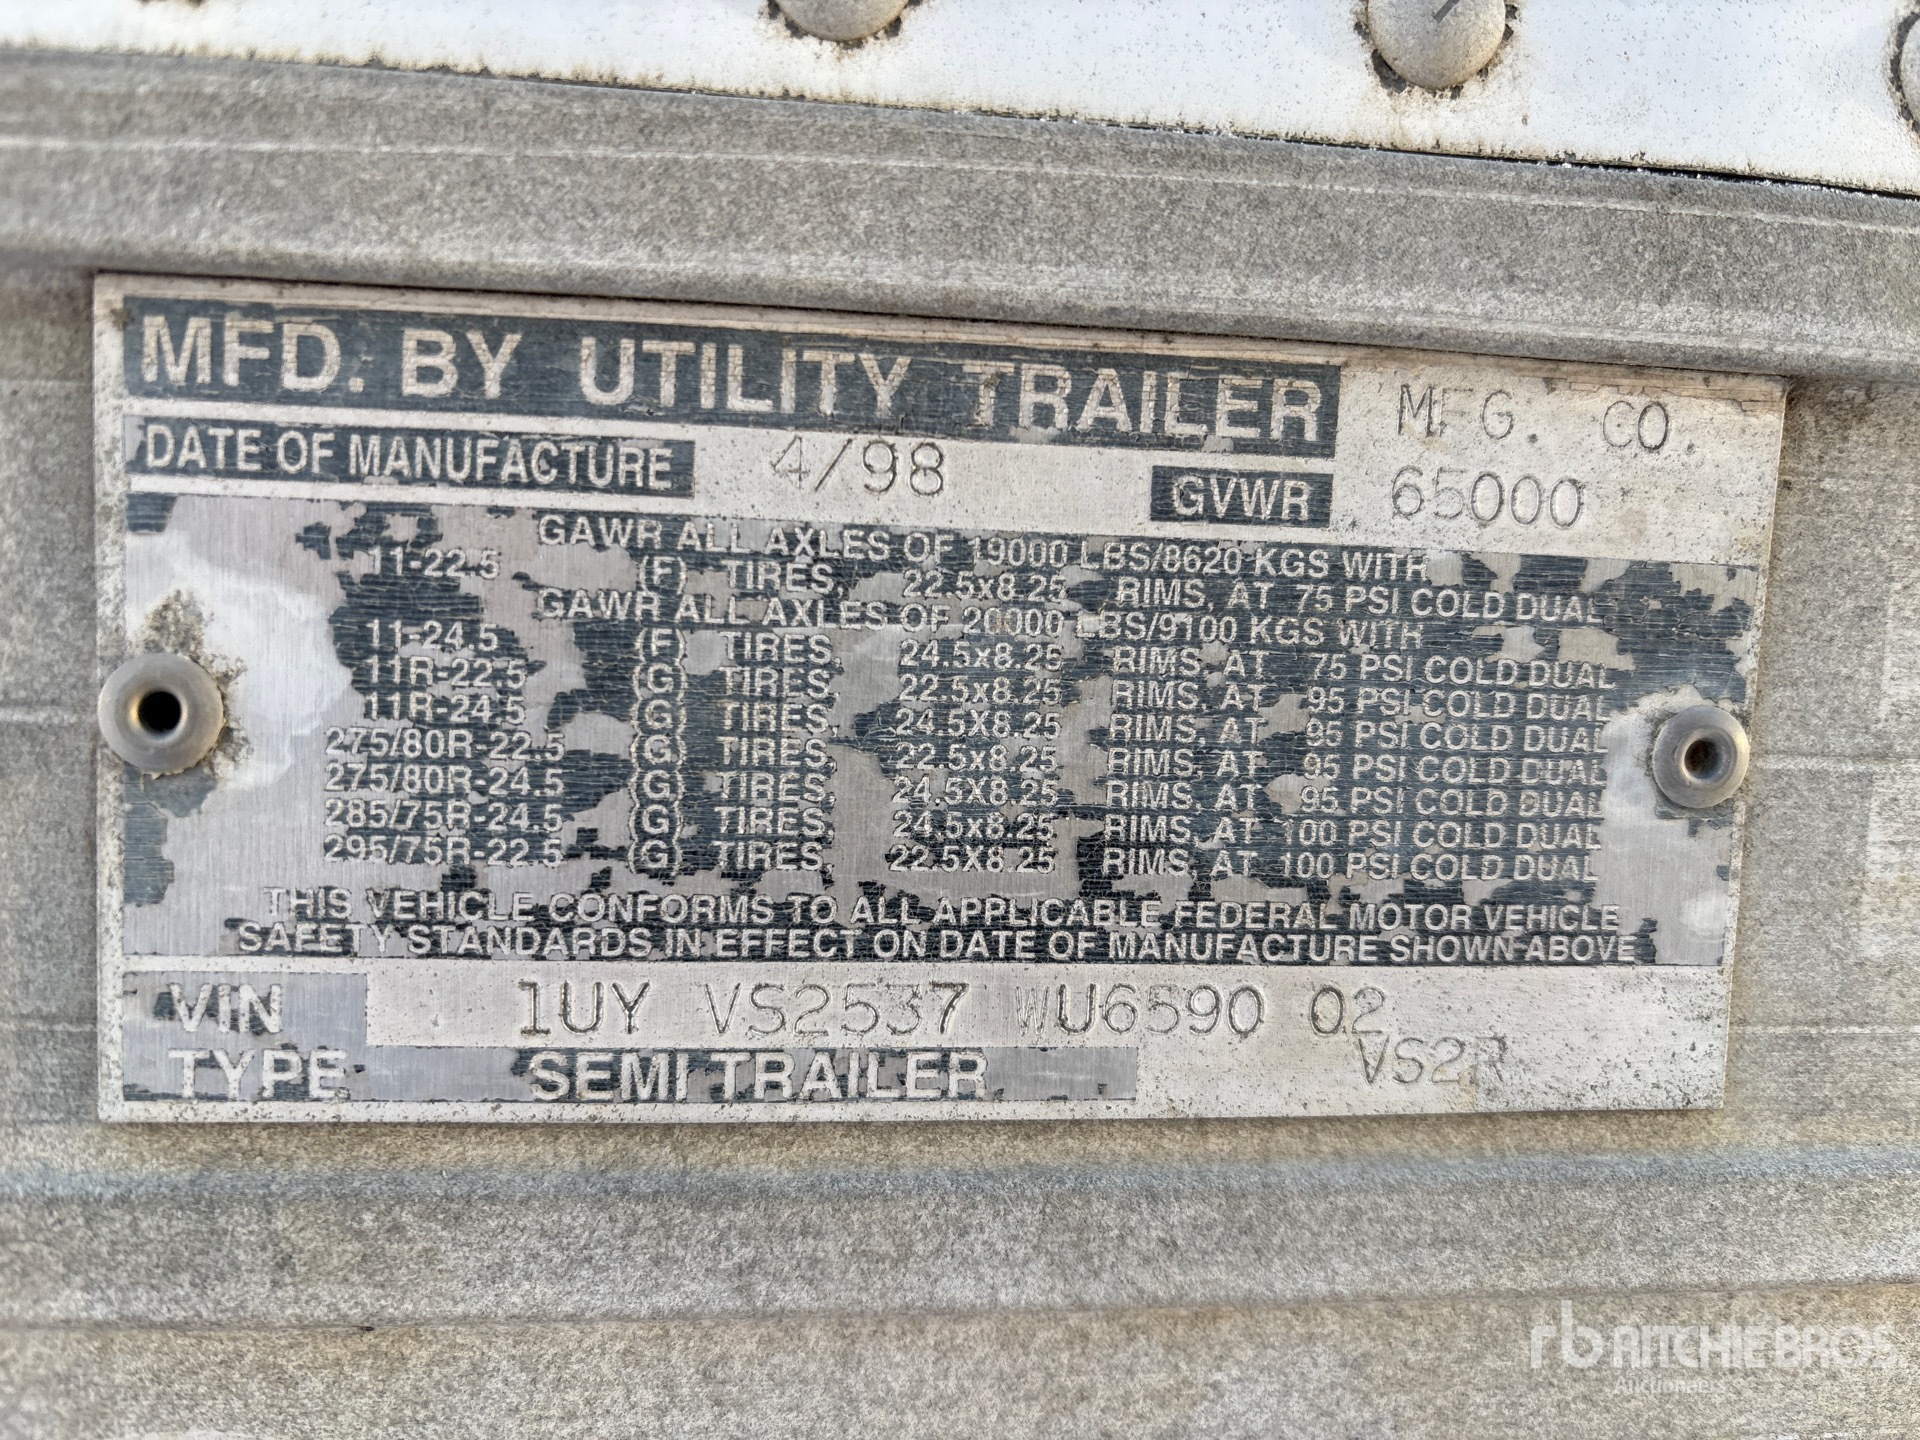 MFD. BY UTILITY TRAILER MFG. CO.
DATE OF MANUFACTURE 4/98 GVWR 65000
GAWR ALL AXLES OF 19000 LBS/8620 KGS WITH
11-22.5 (F) TIRES, 22.5x8.25 RIMS, AT 75 PSI COLD DUAL
GAWR ALL AXLES OF 20000 LBS/9100 KGS WITH
11-24.5 (F) TIRES, 24.5x8.25 RIMS, AT 75 PSI COLD DUAL
11R-22.5 (G) TIRES, 22.5x8.25 RIMS, AT 95 PSI COLD DUAL
11R-24.5 (G) TIRES, 24.5X8.25 RIMS, AT 95 PSI COLD DUAL
275/80R-22.5 (G) TIRES, 22.5X8.25 RIMS, AT 95 PSI COLD DUAL
275/80R-24.5 (G) TIRES, 24.5X8.25 RIMS, AT 95 PSI COLD DUAL
285/75R-24.5 (G) TIRES, 24.5x8.25 RIMS, AT 100 PSI COLD DUAL
295/75R-22.5 (G) TIRES, 22.5X8.25 RIMS, AT 100 PSI COLD DUAL
THIS VEHICLE CONFORMS TO ALL APPLICABLE FEDERAL MOTOR VEHICLE
SAFETY STANDARDS IN EFFECT ON DATE OF MANUFACTURE SHOWN ABOVE
VIN 1UY VS2537 WU6590 02
TYPE: SEMI TRAILER VS2R
rb RITCHIE BROS.
Auctioneers